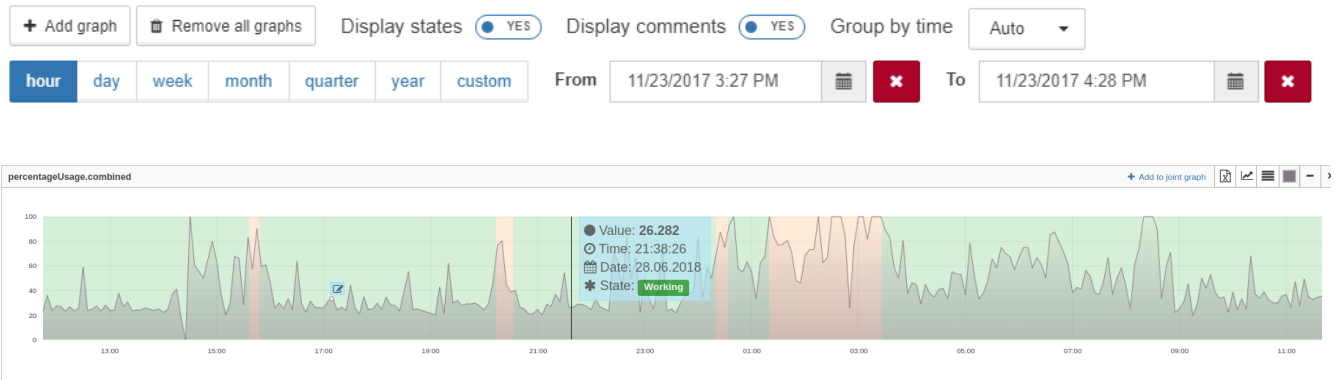 Add graph Remove all graphs Display states YES Display comments YES Group by time Auto
hour day week month quarter year custom From 11/23/2017 3:27 PM To 11/23/2017 4:28 PM
percentageUsage.combined Add to joint graph
100
80
60
40
20
0
Value: 26.282
Time: 21:38:26
Date: 28.06.2018
State: Working
13:00 15:00 17:00 19:00 21:00 23:00 01:00 03:00 05:00 07:00 09:00 11:00